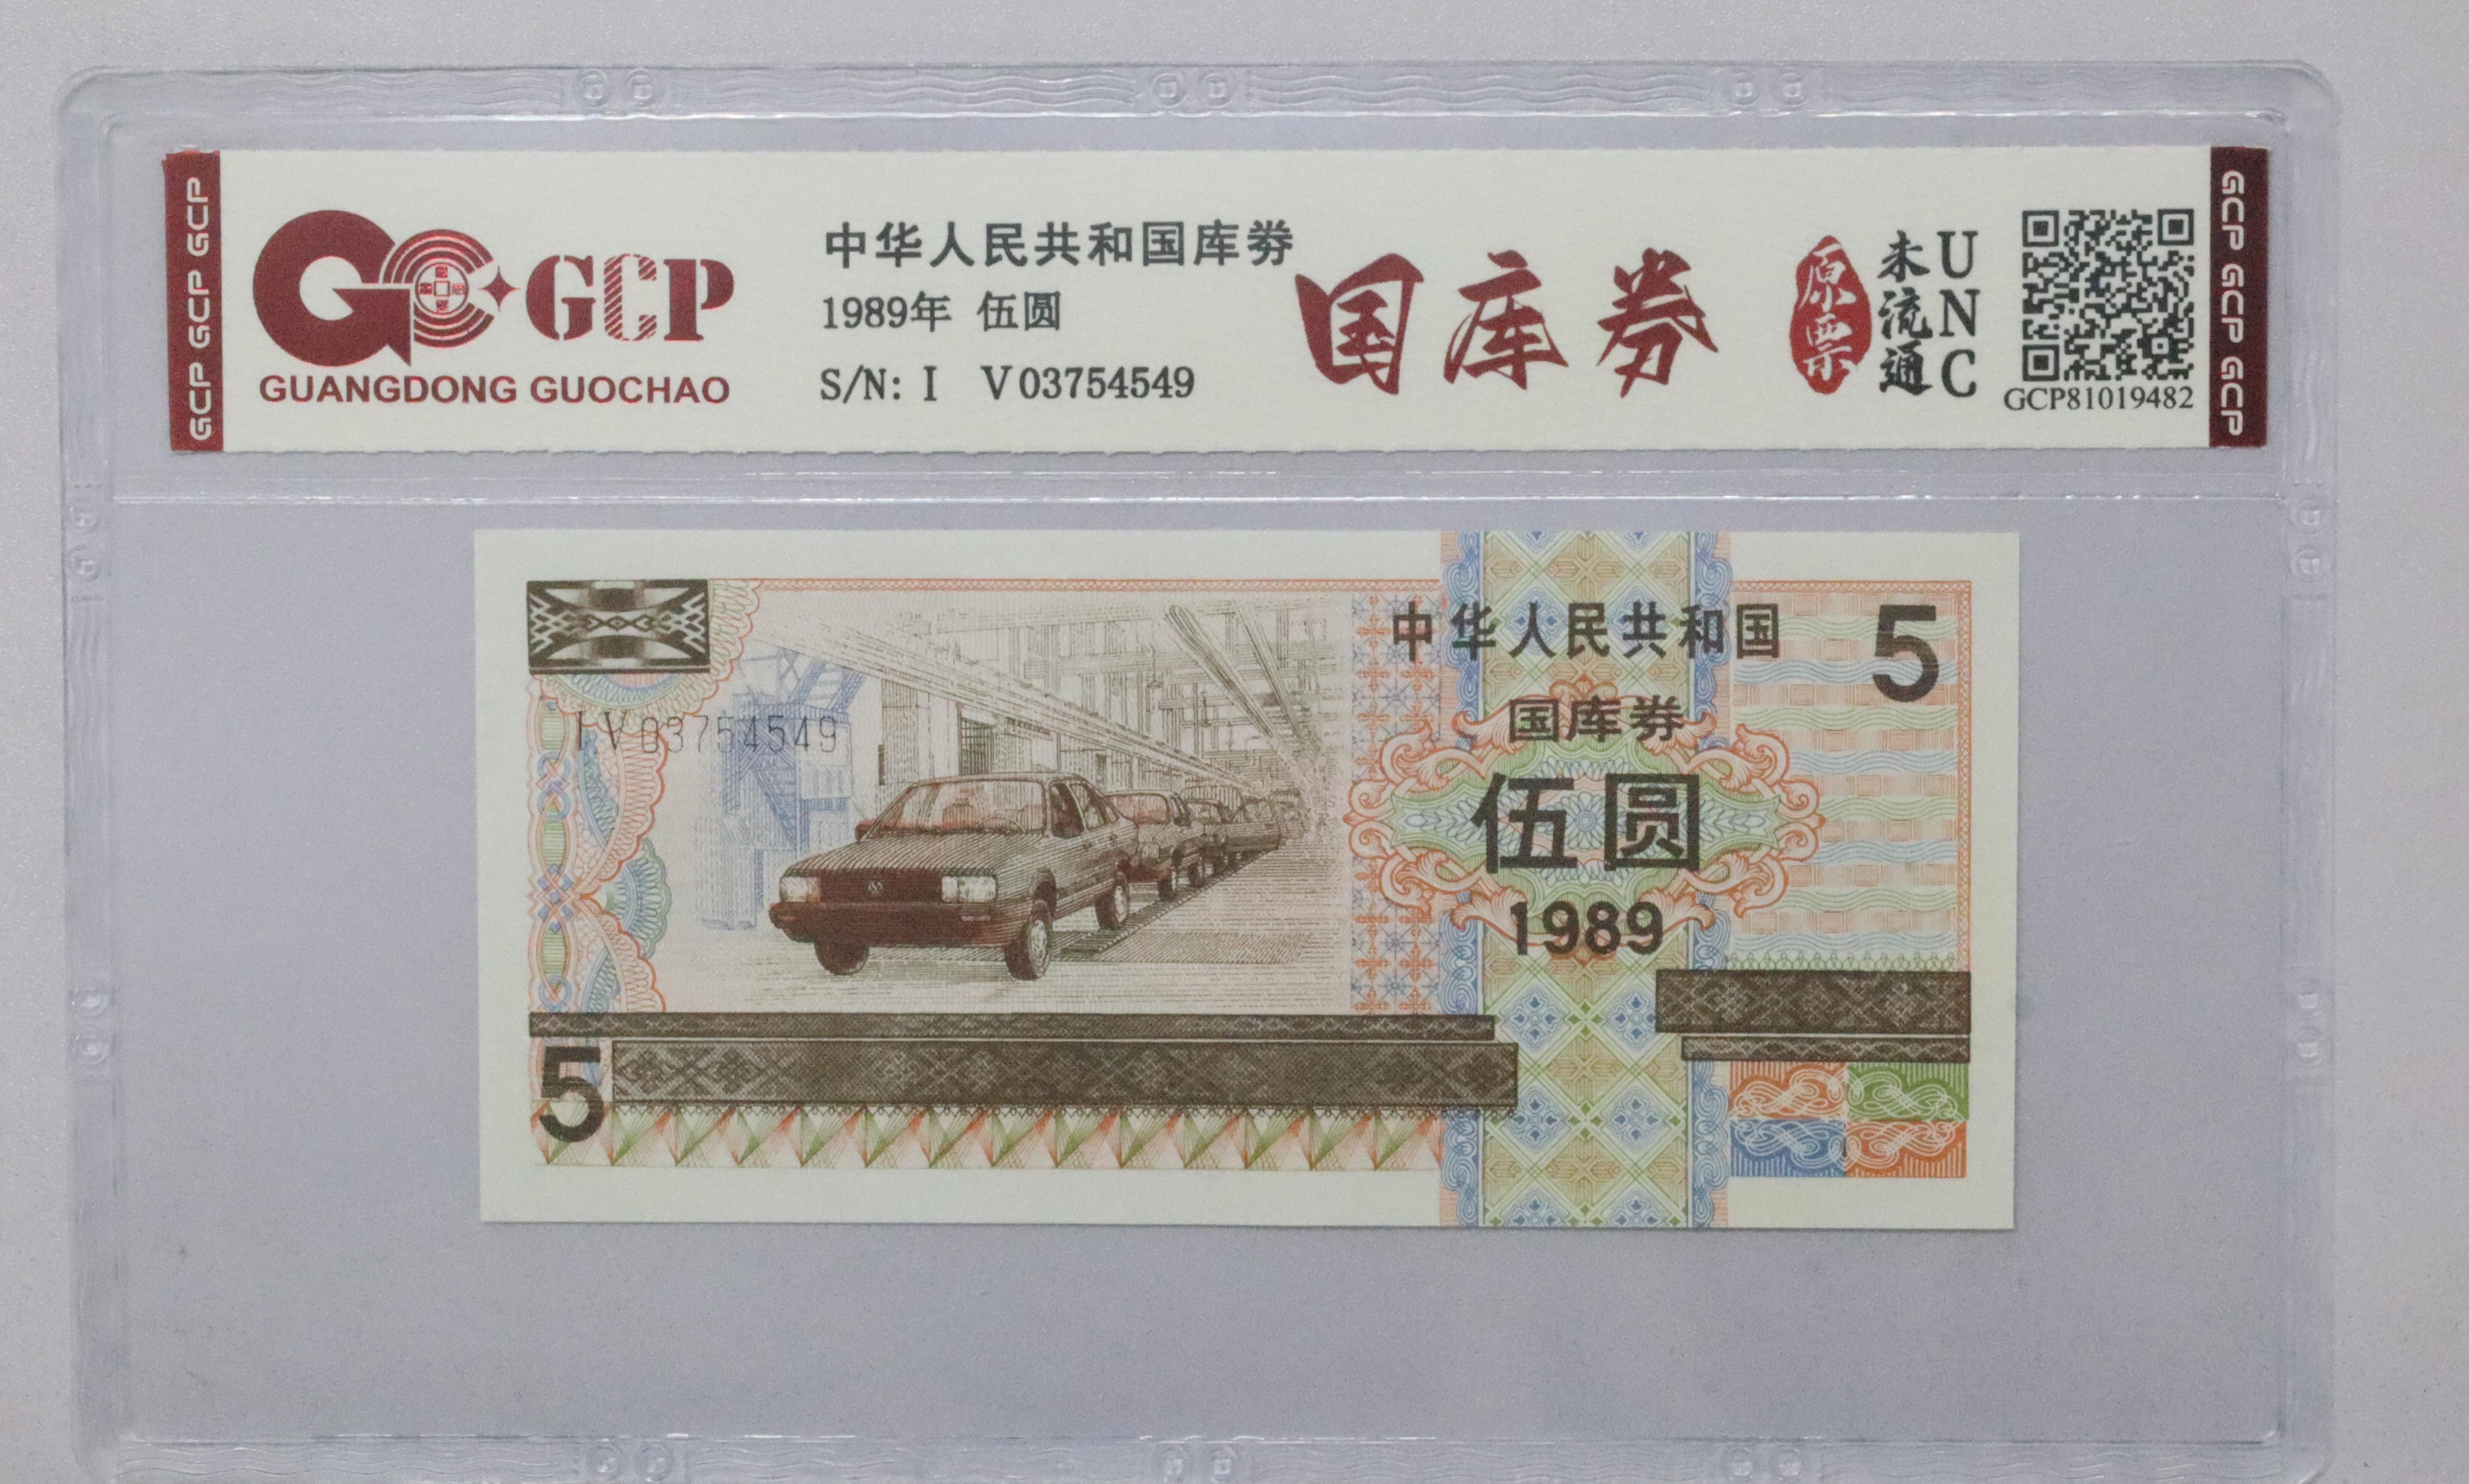 GCP GCP GCP
GCP
GUANGDONG GUOCHAO
中华人民共和国库券
1989年 伍圆
S/N: I V03754549
国库券
原票
未流通
UNC
GCP81019482
GCP GCP GCP
中华人民共和国
5
国库券
I V03754549
伍圆
1989
5